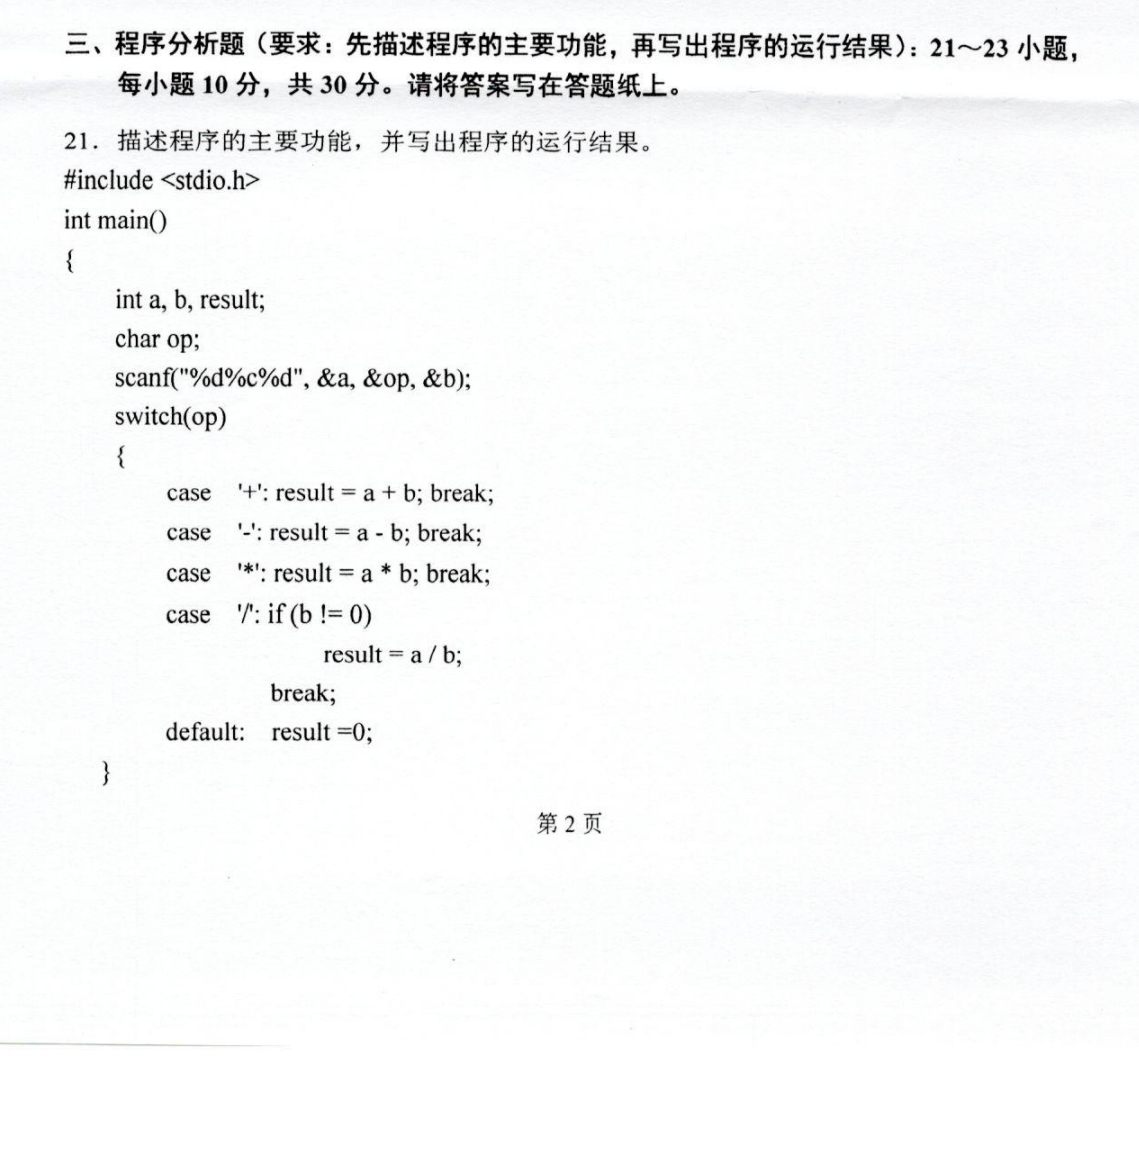 三、程序分析题（要求：先描述程序的主要功能，再写出程序的运行结果）：21～23 小题，
每小题 10 分，共 30 分。请将答案写在答题纸上。
21．描述程序的主要功能，并写出程序的运行结果。
#include <stdio.h>
int main()
{
int a, b, result;
char op;
scanf("%d%c%d", &a, &op, &b);
switch(op)
{
case '+': result = a + b; break;
case '-': result = a - b; break;
case '*': result = a * b; break;
case '/': if (b != 0)
result = a / b;
break;
default: result =0;
}
第 2 页